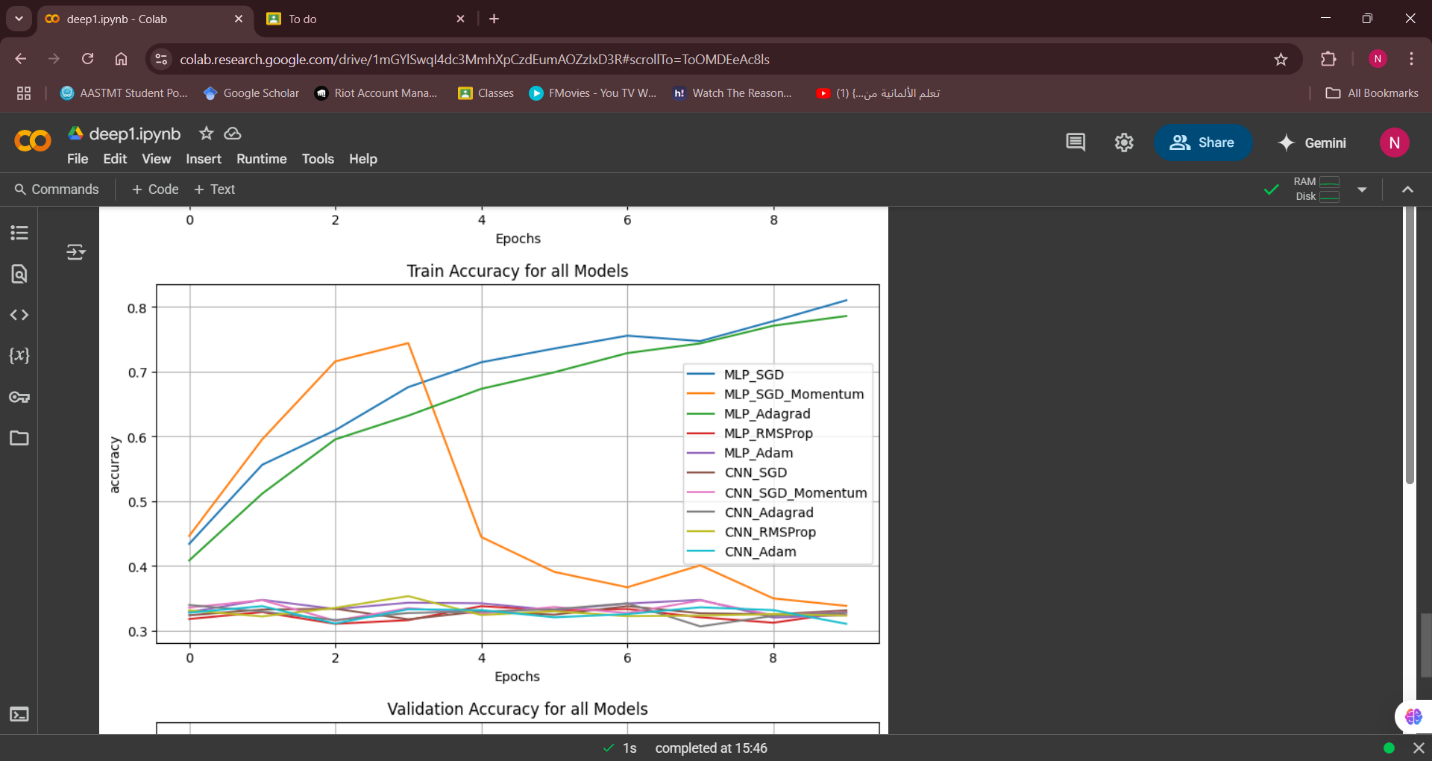 deep1.ipynb - Colab
To do
colab.research.google.com/drive/1mGYlSwqI4dc3MmhXpCzdEumAOZzIxD3R#scrollTo=ToOMDEeAc8ls
AASTMT Student Po...
Google Scholar
Riot Account Mana...
Classes
FMovies - You TV W...
h! Watch The Reason...
(1) تعلم الألمانية من...{
All Bookmarks
CO
deep1.ipynb
File Edit View Insert Runtime Tools Help
Share
Gemini
N
Commands
+ Code + Text
RAM
Disk
0 2 4 6 8
Epochs
Train Accuracy for all Models
0.8
0.7
0.6
0.5
0.4
0.3
accuracy
MLP_SGD
MLP_SGD_Momentum
MLP_Adagrad
MLP_RMSProp
MLP_Adam
CNN_SGD
CNN_SGD_Momentum
CNN_Adagrad
CNN_RMSProp
CNN_Adam
0 2 4 6 8
Epochs
Validation Accuracy for all Models
1s completed at 15:46